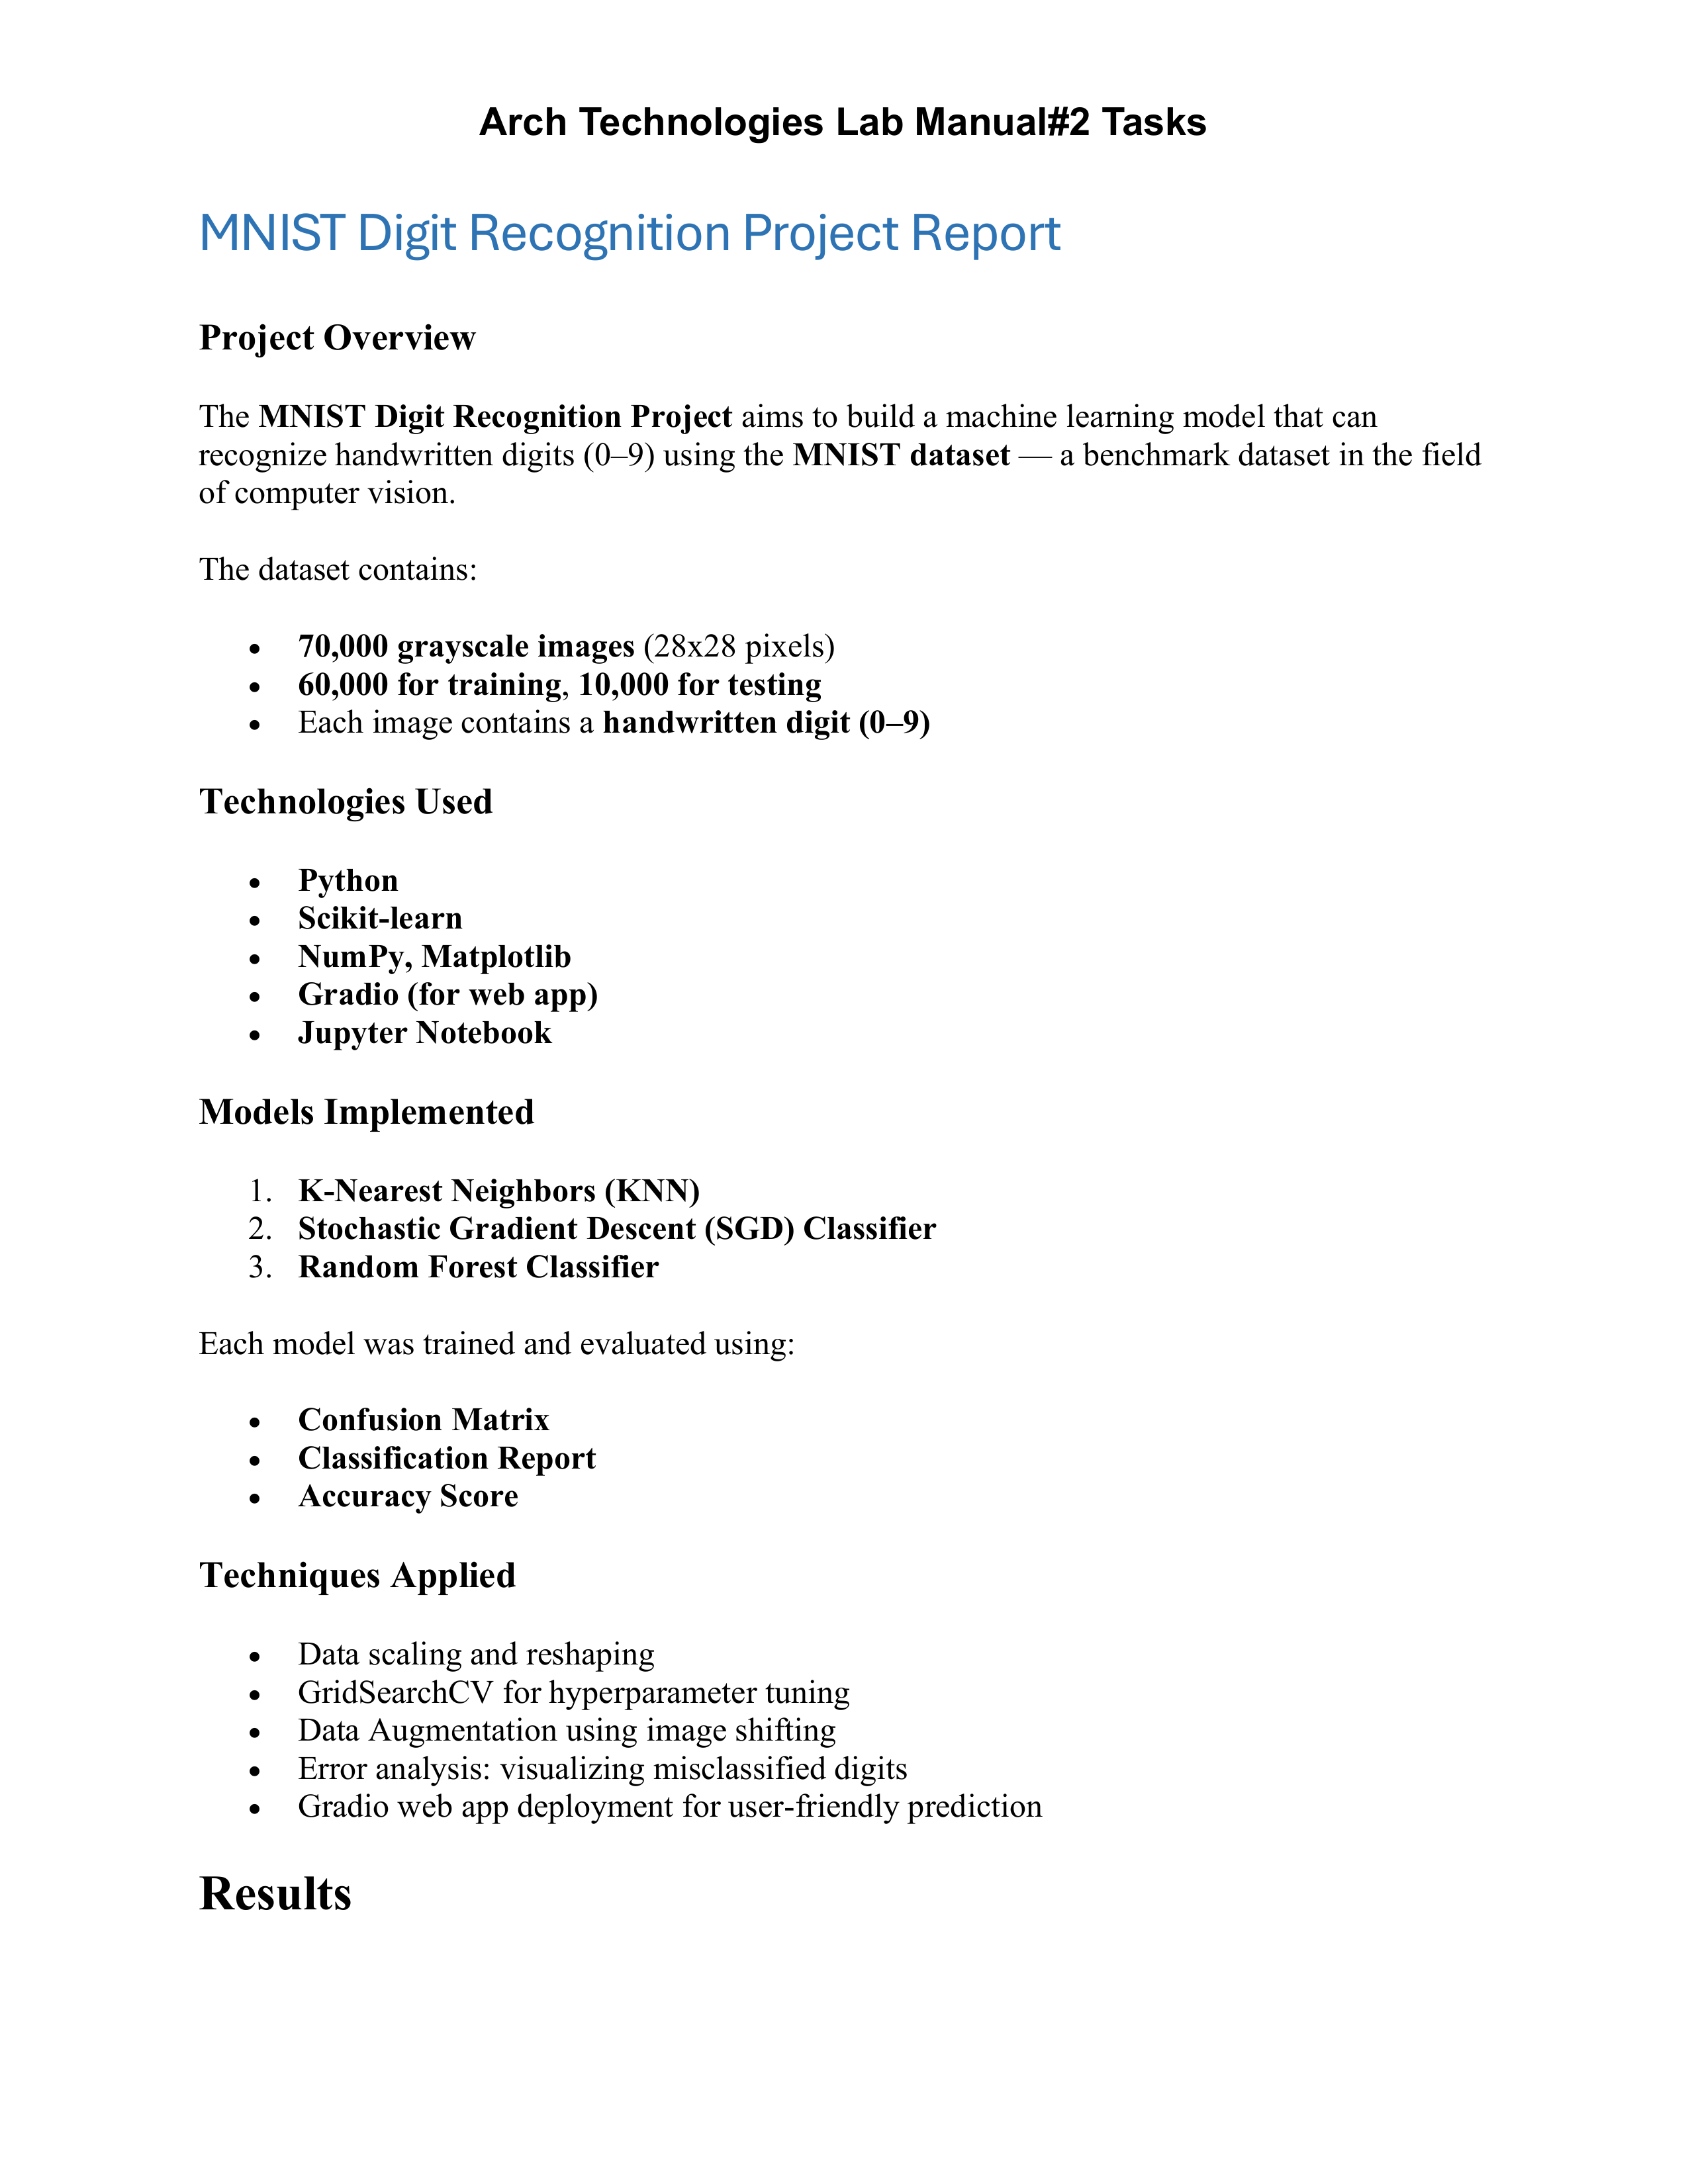 Arch Technologies Lab Manual#2 Tasks
MNIST Digit Recognition Project Report
Project Overview
The MNIST Digit Recognition Project aims to build a machine learning model that can
recognize handwritten digits (0–9) using the MNIST dataset — a benchmark dataset in the field
of computer vision.
The dataset contains:
• 70,000 grayscale images (28x28 pixels)
• 60,000 for training, 10,000 for testing
• Each image contains a handwritten digit (0–9)
Technologies Used
• Python
• Scikit-learn
• NumPy, Matplotlib
• Gradio (for web app)
• Jupyter Notebook
Models Implemented
1. K-Nearest Neighbors (KNN)
2. Stochastic Gradient Descent (SGD) Classifier
3. Random Forest Classifier
Each model was trained and evaluated using:
• Confusion Matrix
• Classification Report
• Accuracy Score
Techniques Applied
• Data scaling and reshaping
• GridSearchCV for hyperparameter tuning
• Data Augmentation using image shifting
• Error analysis: visualizing misclassified digits
• Gradio web app deployment for user-friendly prediction
Results